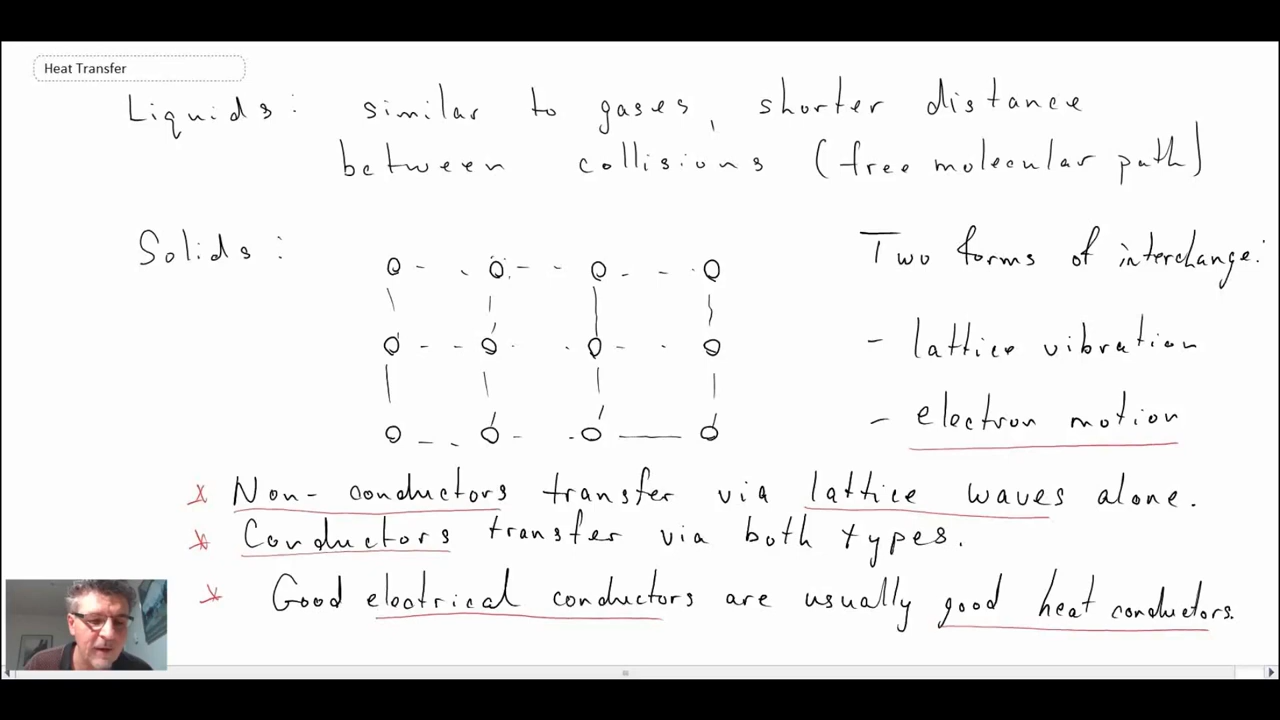 Heat Transfer
Liquids: similar to gases, shorter distance
between collisions (free molecular path)
Solids:
Two forms of interchange:
- lattice vibration
- electron motion
x Non-conductors transfer via lattice waves alone.
x Conductors transfer via both types.
x Good electrical conductors are usually good heat conductors.